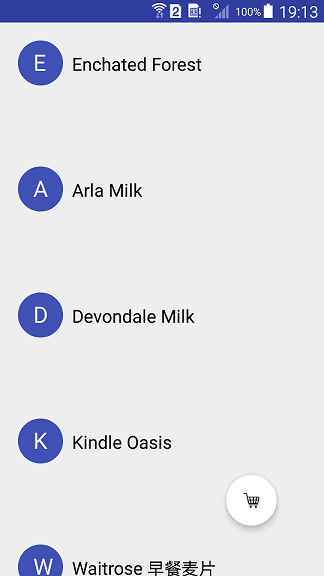 2 100% 19:13
E Enchated Forest
A Arla Milk
D Devondale Milk
K Kindle Oasis
W Waitrose 早餐麦片